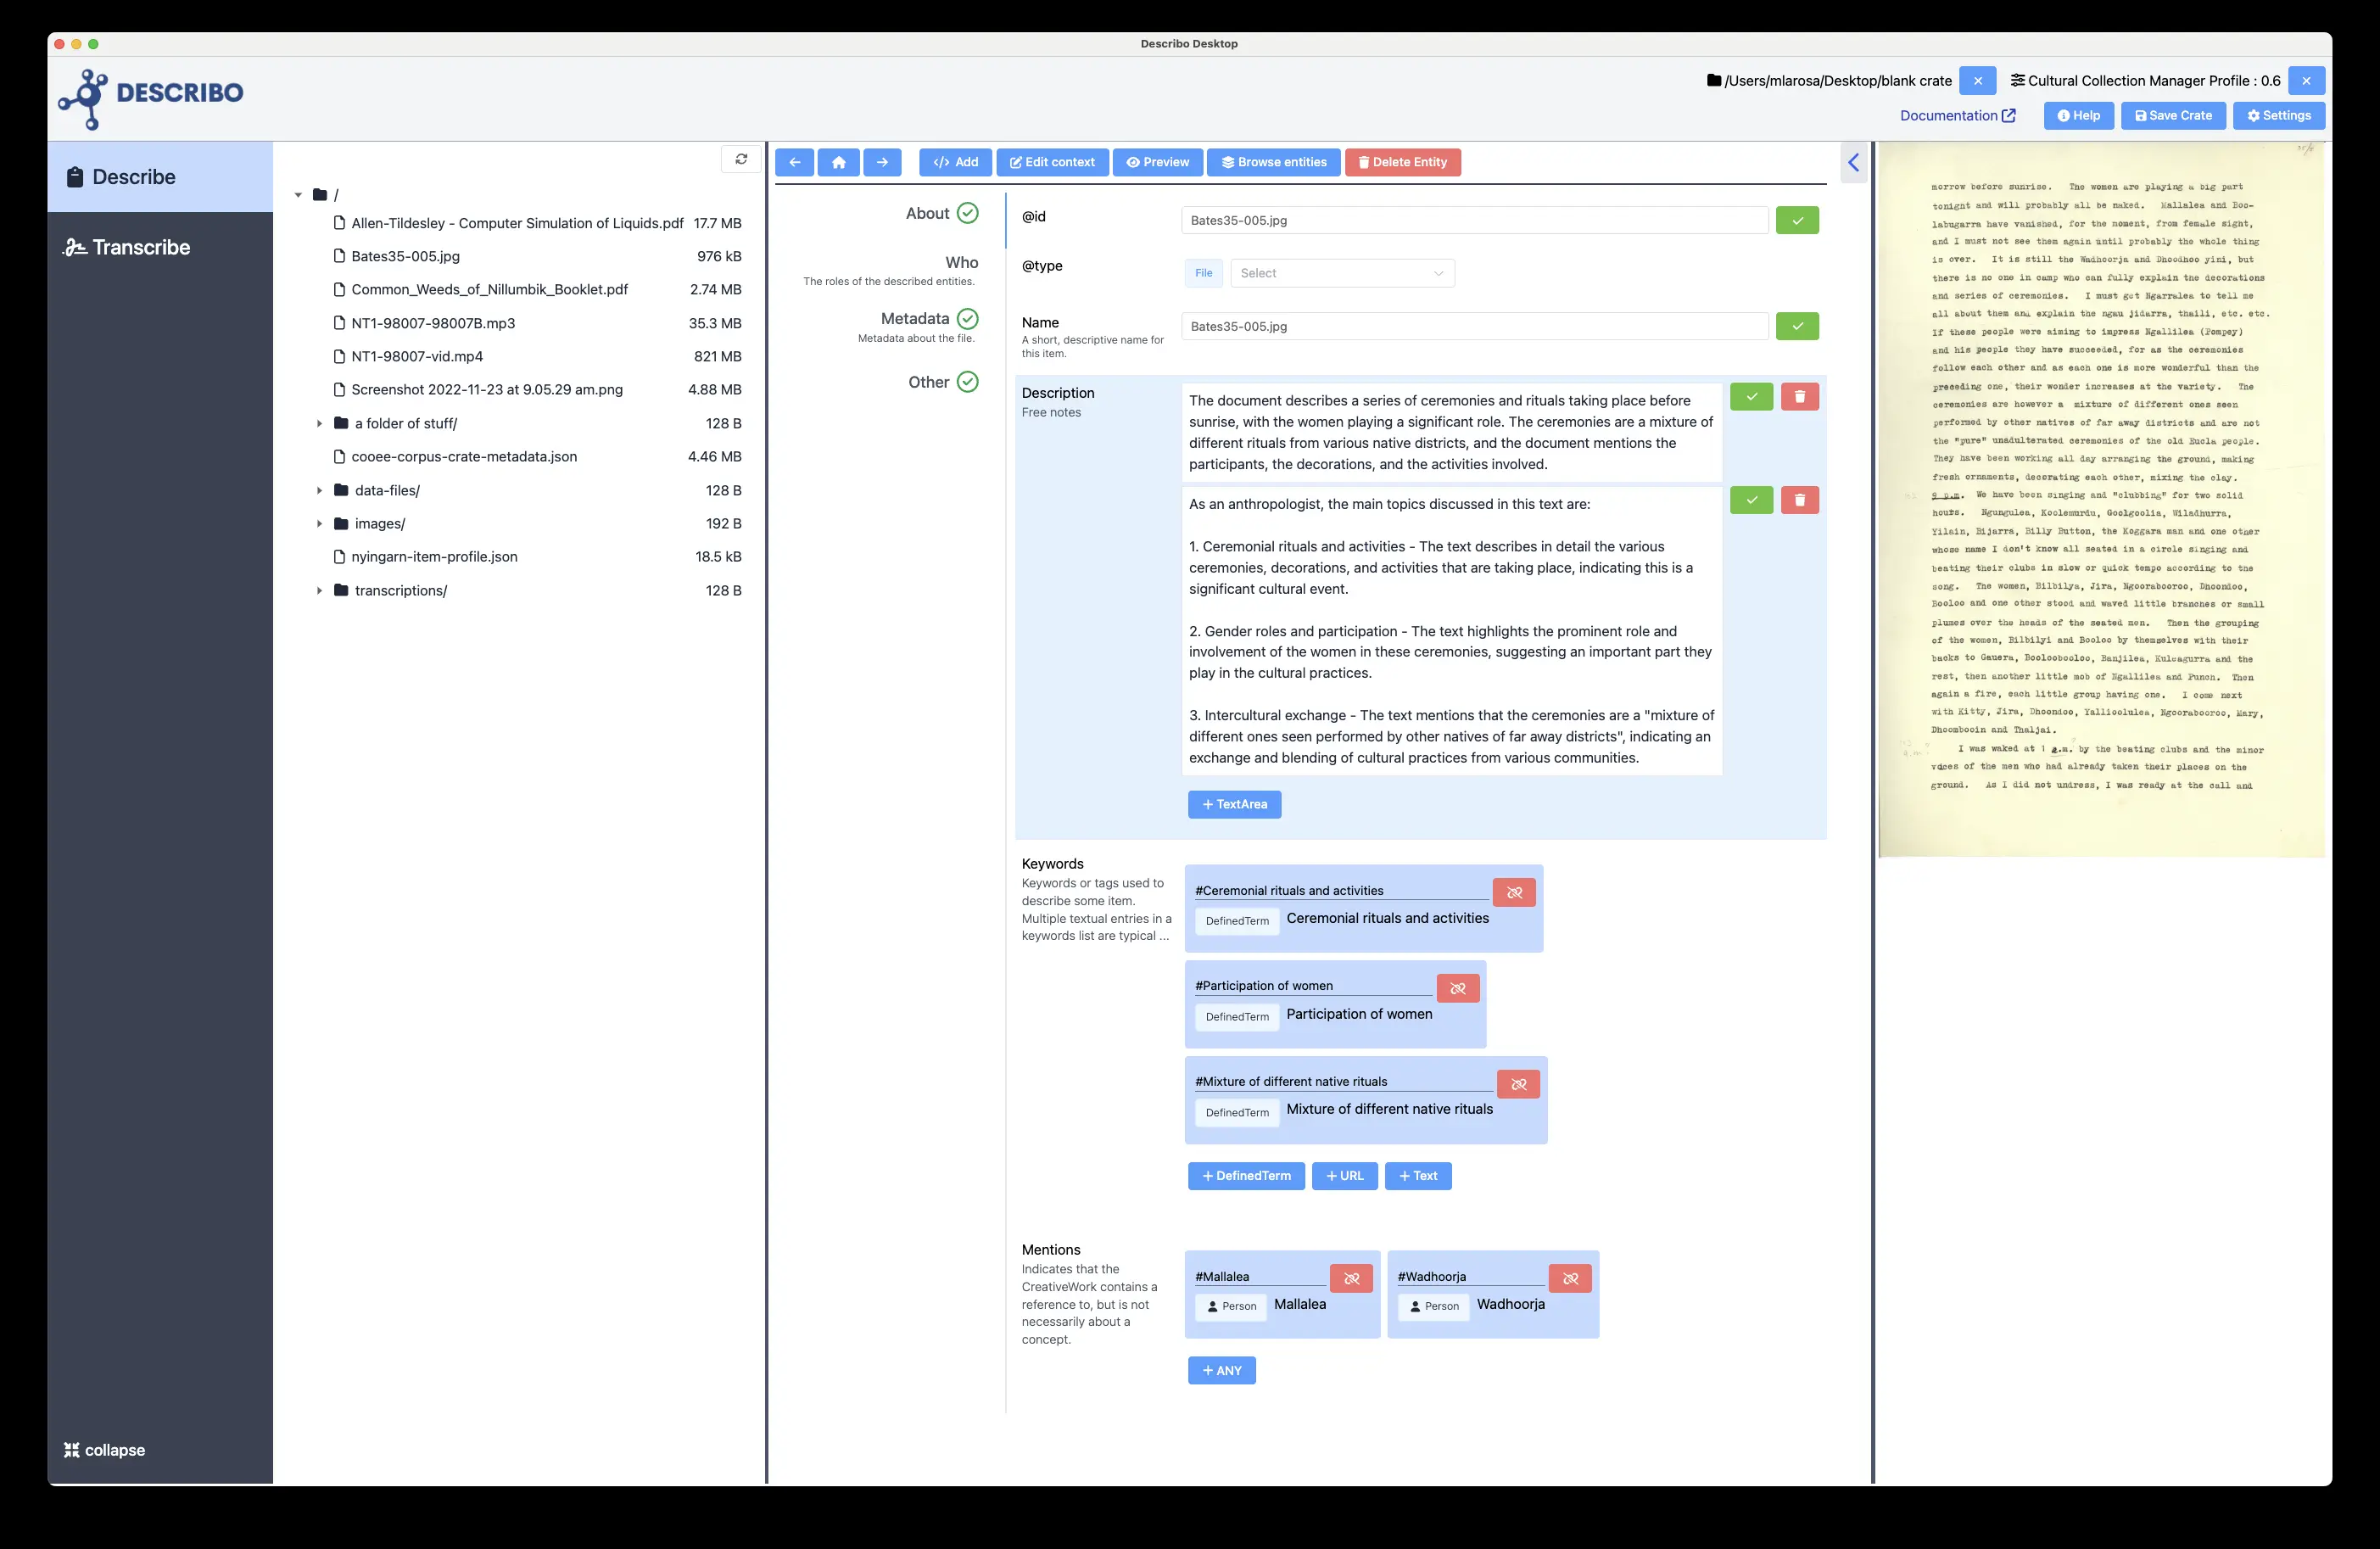 Describo Desktop
DESCRIBO
/Users/mlarosa/Desktop/blank crate
Cultural Collection Manager Profile : 0.6
Documentation
Help
Save Crate
Settings
Describe
Transcribe
collapse
/
Allen-Tildesley - Computer Simulation of Liquids.pdf 17.7 MB
Bates35-005.jpg 976 kB
Common_Weeds_of_Nillumbik_Booklet.pdf 2.74 MB
NT1-98007-98007B.mp3 35.3 MB
NT1-98007-vid.mp4 821 MB
Screenshot 2022-11-23 at 9.05.29 am.png 4.88 MB
a folder of stuff/ 128 B
cooee-corpus-crate-metadata.json 4.46 MB
data-files/ 128 B
images/ 192 B
nyingarn-item-profile.json 18.5 kB
transcriptions/ 128 B
Add
Edit context
Preview
Browse entities
Delete Entity
About
Who
The roles of the described entities.
Metadata
Metadata about the file.
Other
@id
Bates35-005.jpg
@type
File
Select
Name
A short, descriptive name for
this item.
Bates35-005.jpg
Description
Free notes
The document describes a series of ceremonies and rituals taking place before
sunrise, with the women playing a significant role. The ceremonies are a mixture of
different rituals from various native districts, and the document mentions the
participants, the decorations, and the activities involved.
As an anthropologist, the main topics discussed in this text are:
1. Ceremonial rituals and activities - The text describes in detail the various
ceremonies, decorations, and activities that are taking place, indicating this is a
significant cultural event.
2. Gender roles and participation - The text highlights the prominent role and
involvement of the women in these ceremonies, suggesting an important part they
play in the cultural practices.
3. Intercultural exchange - The text mentions that the ceremonies are a "mixture of
different ones seen performed by other natives of far away districts", indicating an
exchange and blending of cultural practices from various communities.
+ TextArea
Keywords
Keywords or tags used to
describe some item.
Multiple textual entries in a
keywords list are typical ...
#Ceremonial rituals and activities
DefinedTerm Ceremonial rituals and activities
#Participation of women
DefinedTerm Participation of women
#Mixture of different native rituals
DefinedTerm Mixture of different native rituals
+ DefinedTerm
+ URL
+ Text
Mentions
Indicates that the
CreativeWork contains a
reference to, but is not
necessarily about a
concept.
#Mallalea
Person Mallalea
#Wadhoorja
Person Wadhoorja
+ ANY
morrow before sunrise. The women are playing a big part
tonight and will probably all be naked. Mallalea and Boo-
labugarra have vanished, for the moment, from female sight,
and I must not see them again until probably the whole thing
is over. It is still the Wadhoorja and Dhoodhoo yini, but
there is no one in camp who can fully explain the decorations
and series of ceremonies. I must get Ngarralea to tell me
all about them and explain the ngau jidarra, thaili, etc. etc.
If these people were aiming to impress Ngallilea (Pompey)
and his people they have succeeded, for as the ceremonies
follow each other and as each one is more wonderful than the
preceding one, their wonder increases at the variety. The
ceremonies are however a mixture of different ones seen
performed by other natives of far away districts and are not
the "pure" unadulterated ceremonies of the old Eucla people.
They have been working all day arranging the ground, making
fresh ornaments, decorating each other, mixing the clay.
p.m. We have been singing and "clubbing" for two solid
hours. Ngungulea, Koolemurdu, Goolgoolia, Wiladhurra,
Yilain, Bijarra, Billy Button, the Koggara man and one other
whose name I don't know all seated in a circle singing and
beating their clubs in slow or quick tempo according to the
song. The women, Bilbilya, Jira, Ngoorabooroo, Dhoondoo,
Booloo and one other stood and waved little branches or small
plumes over the heads of the seated men. Then the grouping
of the women, Bilbilyi and Booloo by themselves with their
backs to Gauera, Booloobooloo, Banjilea, Kulcagurra and the
rest, then another little mob of Ngallilea and Punch. Then
again a fire, each little group having one. I come next
with Kitty, Jira, Dhoondoo, Yallioolulea, Ngoorabooroo, Mary,
Dhoombooin and Thaljai.
I was waked at 1 a.m. by the beating clubs and the minor
voices of the men who had already taken their places on the
ground. As I did not undress, I was ready at the call and